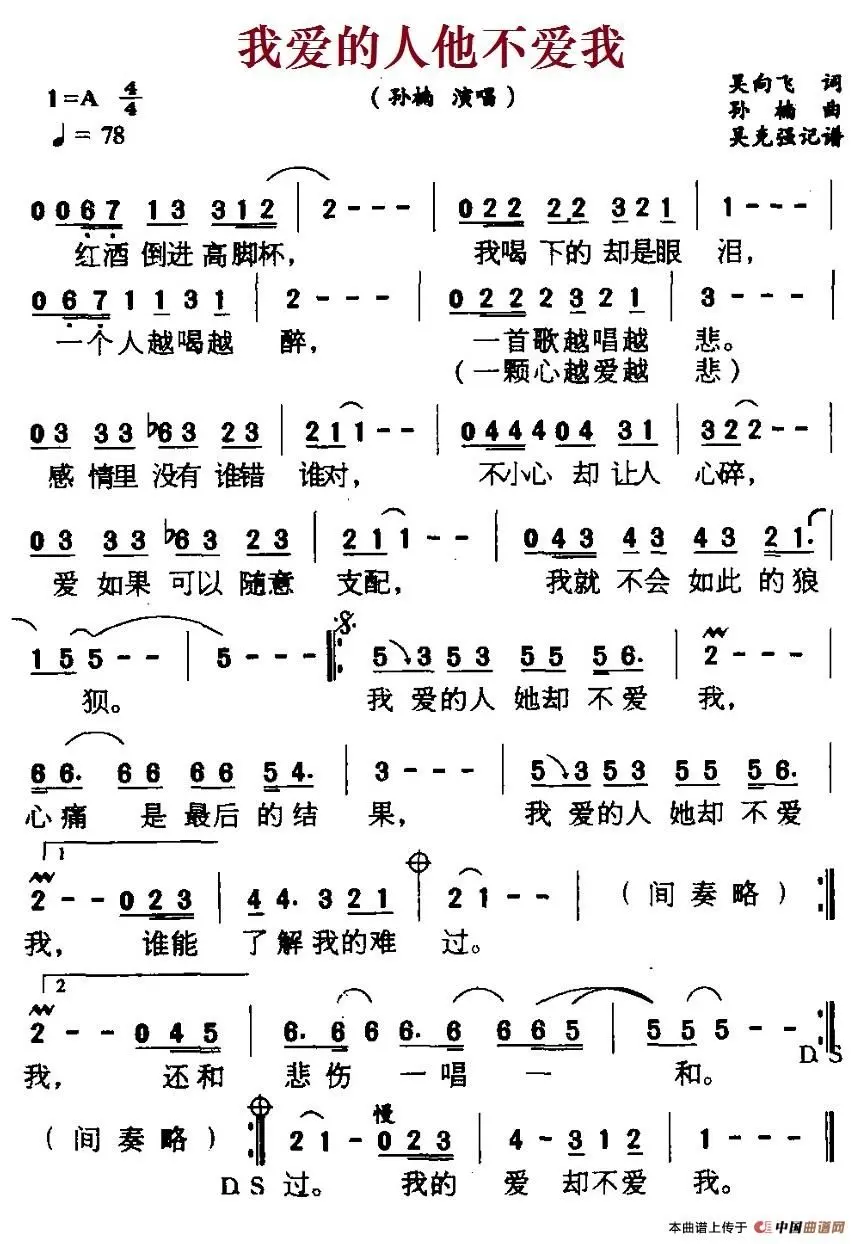 我爱的人他不爱我
1=A 4/4
(孙楠 演唱)
吴向飞 词
孙楠 曲
吴克强记谱
♩= 78
0 0 6 7 1 3 3 1 2 | 2 - - - | 0 2 2 2 2. 2 3 2 1 | 1 - - - |
红酒 倒进 高脚杯, 我喝 下的 却是眼 泪,
0 6 7 1 1 1 3 1 | 2 - - - | 0 2 2 2 2 3 2 1 | 3 - - - |
一个人越喝越 醉, 一首歌越唱越 悲。
(一颗心越爱越 悲)
0 3 3 3 ♭6 3 2 3 | 2 1 1 - - | 0 4 4 4 0 4 3 1 | 3 2 2 - - |
感 情里 没有 谁错 谁对, 不小心 却 让人 心碎,
0 3 3 3 ♭6 3 2 3 | 2 1 1 - - | 0 4 3 4 3 4 3 2 1. |
爱 如果 可以 随意 支配, 我就 不会 如此 的狼
1 5 5 - - | 5 - - |: 5 3 5 3 5 5 5 6. | 2 - - |
狈。 我 爱的人 她却 不 爱 我,
6 6. 6 6 6 6 5 4. | 3 - - | 5 3 5 3 5 5 5 6. |
心痛 是 最后 的结 果, 我 爱的人 她却 不 爱
1
2 - - 0 2 3 | 4 4. 3 2 1 | 2 1 - - | (间奏略) :|
我, 谁能 了解我的难 过。
2
2 - - 0 4 5 | 6. 6 6 6. 6 6 6 5 | 5 5 5 - - :|
D.S
我, 还和 悲伤 一唱 一 和。
慢
(间奏略) :| 2 1 - 0 2 3 | 4 - 3 1 2 | 1 - - - |
D.S 过。 我的 爱 却不爱 我。
本曲谱上传于 中国曲谱网